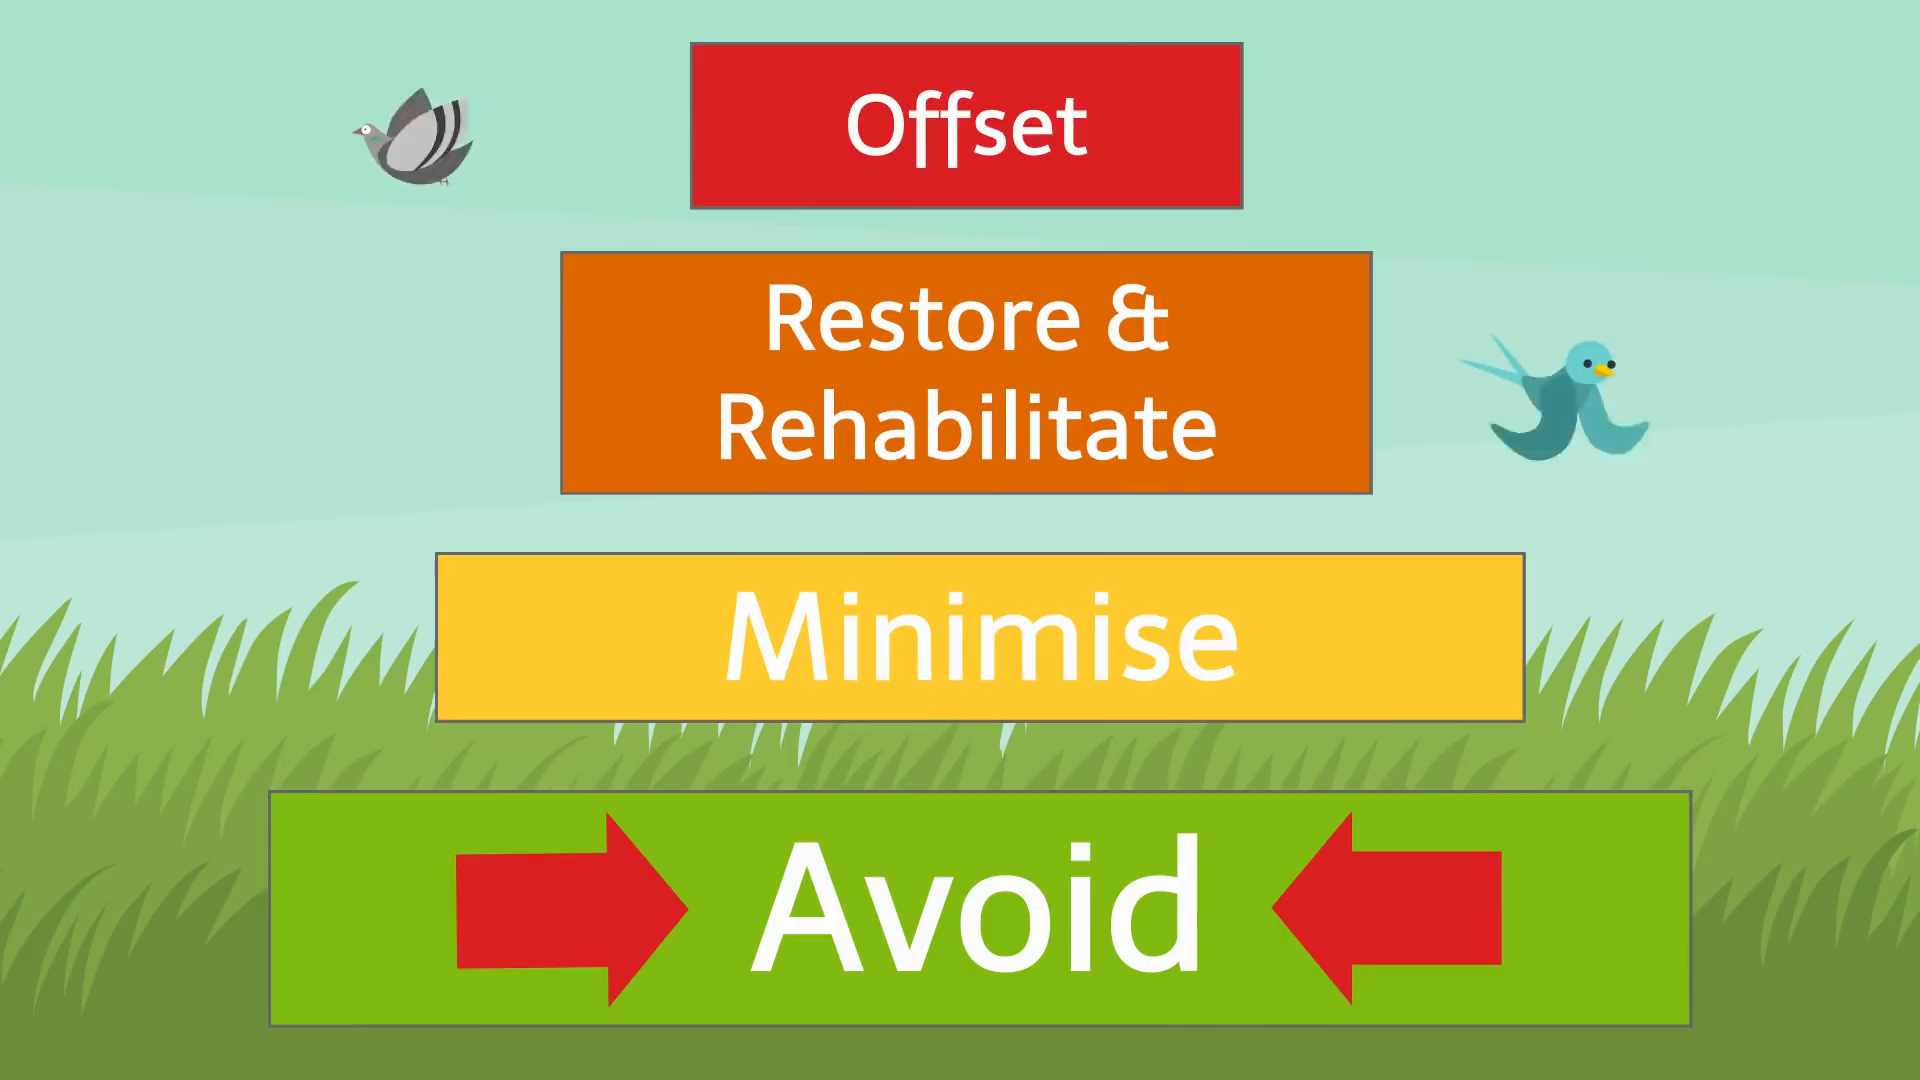 Offset
Restore &
Rehabilitate
Minimise
Avoid